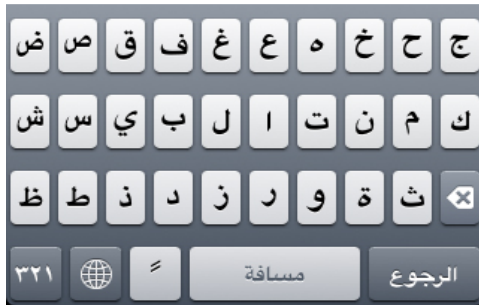 ض ص ق ف غ ع ه خ ح ج
ش س ي ب ل ا ت ن م ك
ظ ط ذ د ز ر و ة ث
٣٢١ ً مسافة الرجوع